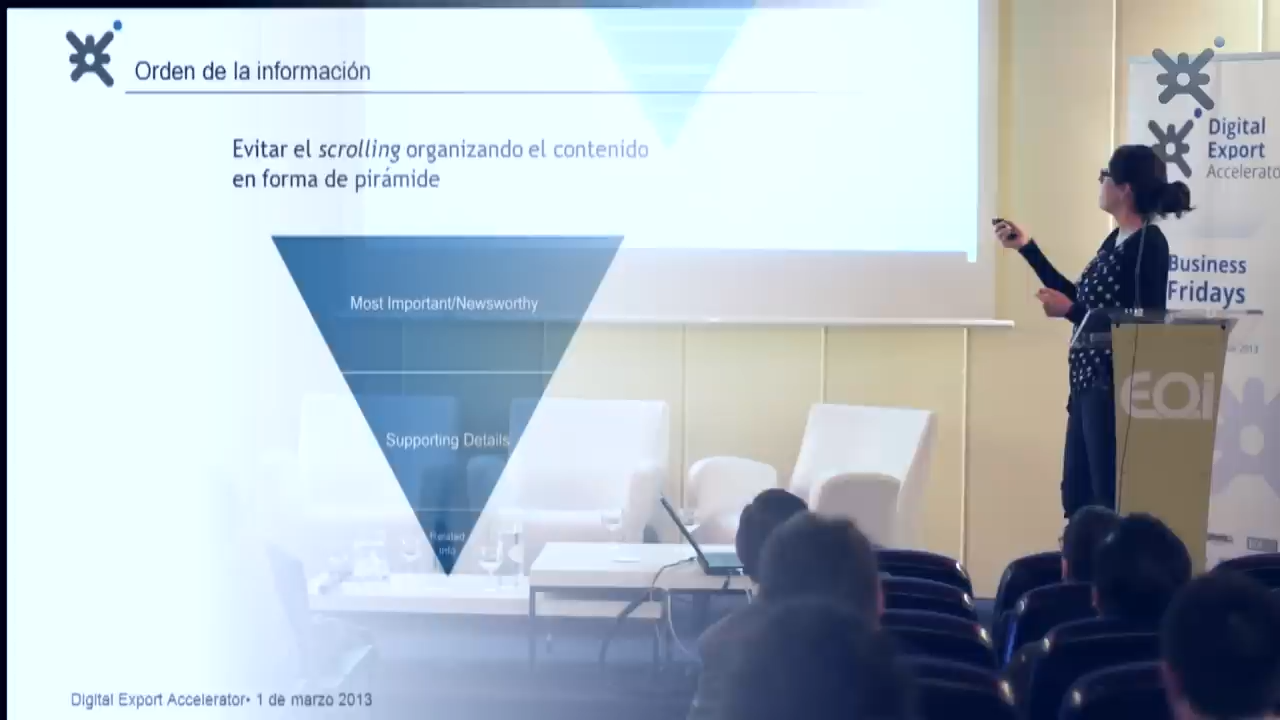 Orden de la información
Evitar el scrolling organizando el contenido
en forma de pirámide
Most Important/Newsworthy
Supporting Details
Related
Info
Digital Export Accelerator• 1 de marzo 2013
Digital
Export
Accelerato
Business
Fridays
2013
EOI